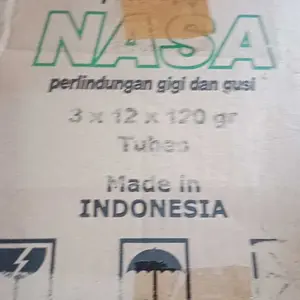 NASA
perlindungan gigi dan gusi
3 x 12 x 120 gr
Tubes
Made in
INDONESIA